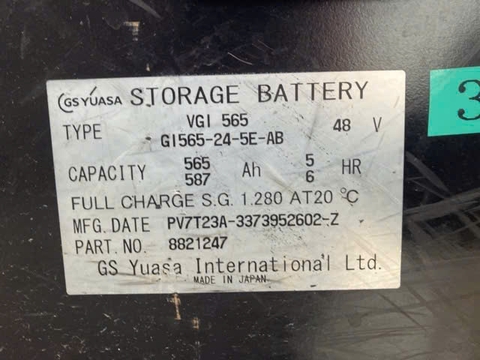 GS YUASA STORAGE BATTERY
TYPE VGI 565 48 V
GI565-24-5E-AB
CAPACITY 565 Ah 5 HR
587 6
FULL CHARGE S.G. 1.280 AT 20 ℃
MFG. DATE PV7T23A-3373952602-Z
PART NO. 8821247
GS Yuasa International Ltd.
MADE IN JAPAN
3